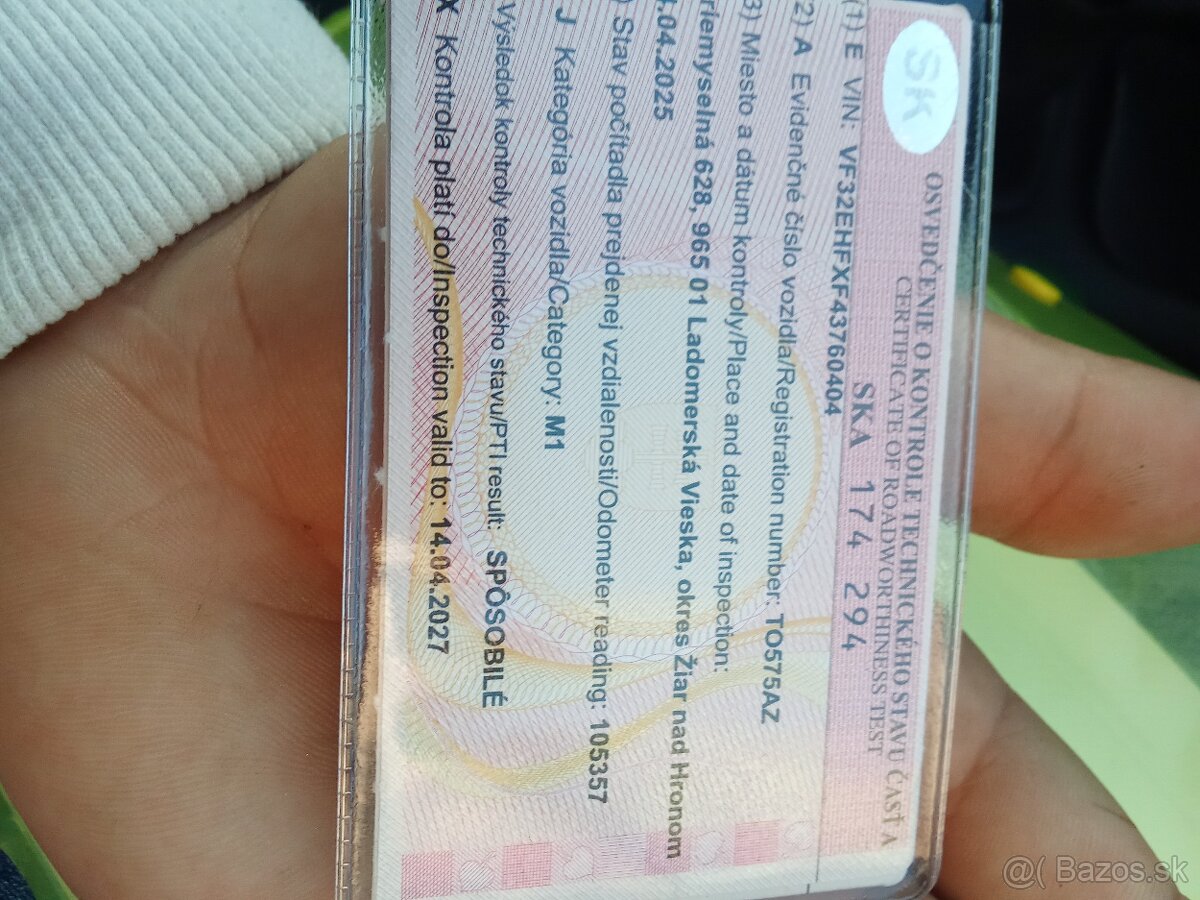 SK
OSVEDČENIE O KONTROLE TECHNICKÉHO STAVU ČASŤ A
CERTIFICATE OF ROADWORTHINESS TEST
SKA 174 294
(1) E VIN: VF32EHFXF43760404
2) A Evidenčné číslo vozidla/Registration number: TO575AZ
3) Miesto a dátum kontroly/Place and date of inspection:
riemyselná 628, 965 01 Ladomerská Vieska, okres Žiar nad Hronom
.04.2025
) Stav počítadla prejdenej vzdialenosti/Odometer reading: 105357
J Kategória vozidla/Category: M1
Výsledok kontroly technického stavu/PTI result: SPÔSOBILÉ
X Kontrola platí do/Inspection valid to: 14.04.2027
@( Bazos.sk